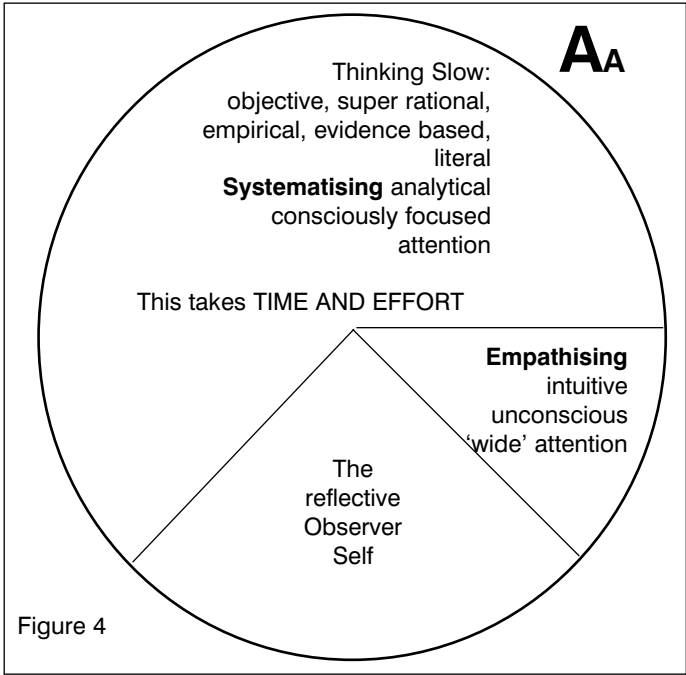 AA
Thinking Slow:
objective, super rational,
empirical, evidence based,
literal
Systematising analytical
consciously focused
attention
This takes TIME AND EFFORT
Empathising
intuitive
unconscious
‘wide’ attention
The
reflective
Observer
Self
Figure 4